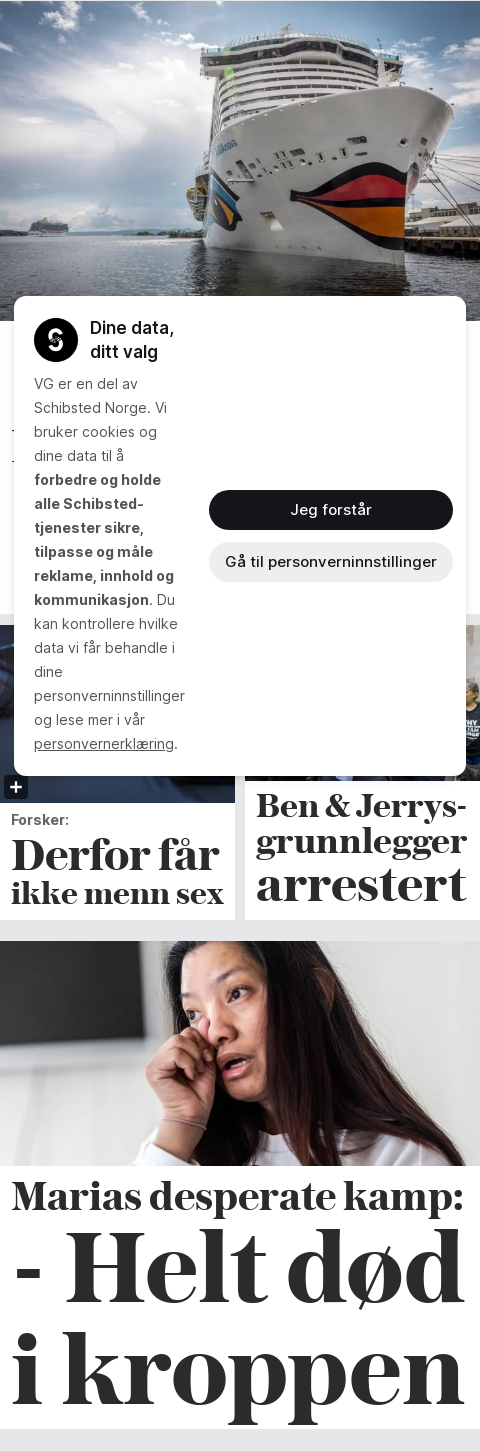 Dine data,
ditt valg
VG er en del av
Schibsted Norge. Vi
bruker cookies og
dine data til å
forbedre og holde
alle Schibsted-
tjenester sikre,
tilpasse og måle
reklame, innhold og
kommunikasjon. Du
kan kontrollere hvilke
data vi får behandle i
dine
personverninnstillinger
og lese mer i vår
personvernerklæring.
Jeg forstår
Gå til personverninnstillinger
Forsker:
Derfor får
ikke menn sex
Ben & Jerrys-
grunnlegger
arrestert
Marias desperate kamp:
- Helt død
i kroppen